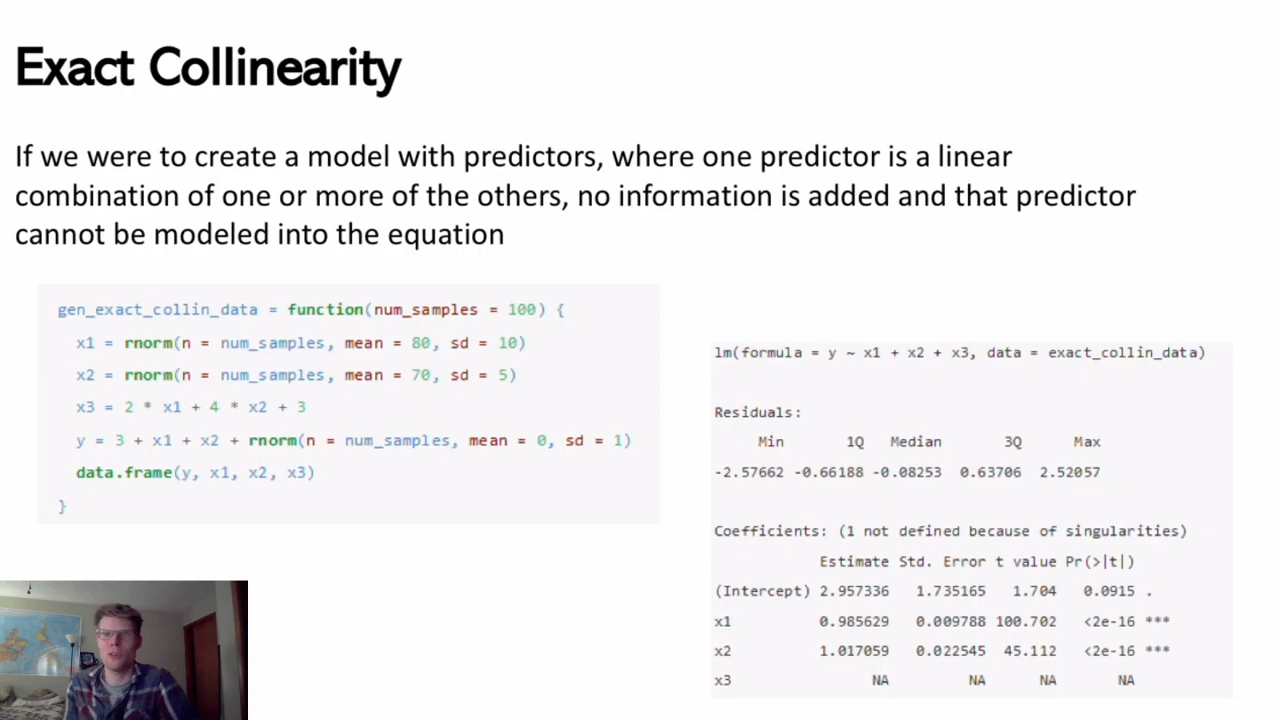 Exact Collinearity
If we were to create a model with predictors, where one predictor is a linear
combination of one or more of the others, no information is added and that predictor
cannot be modeled into the equation
gen_exact_collin_data = function(num_samples = 100) {
x1 = rnorm(n = num_samples, mean = 80, sd = 10)
x2 = rnorm(n = num_samples, mean = 70, sd = 5)
x3 = 2 * x1 + 4 * x2 + 3
y = 3 + x1 + x2 + rnorm(n = num_samples, mean = 0, sd = 1)
data.frame(y, x1, x2, x3)
}
lm(formula = y ~ x1 + x2 + x3, data = exact_collin_data)
Residuals:
Min 1Q Median 3Q Max
-2.57662 -0.66188 -0.08253 0.63706 2.52057
Coefficients: (1 not defined because of singularities)
Estimate Std. Error t value Pr(>|t|)
(Intercept) 2.957336 1.735165 1.704 0.0915 .
x1 0.985629 0.009788 100.702 <2e-16 ***
x2 1.017059 0.022545 45.112 <2e-16 ***
x3 NA NA NA NA